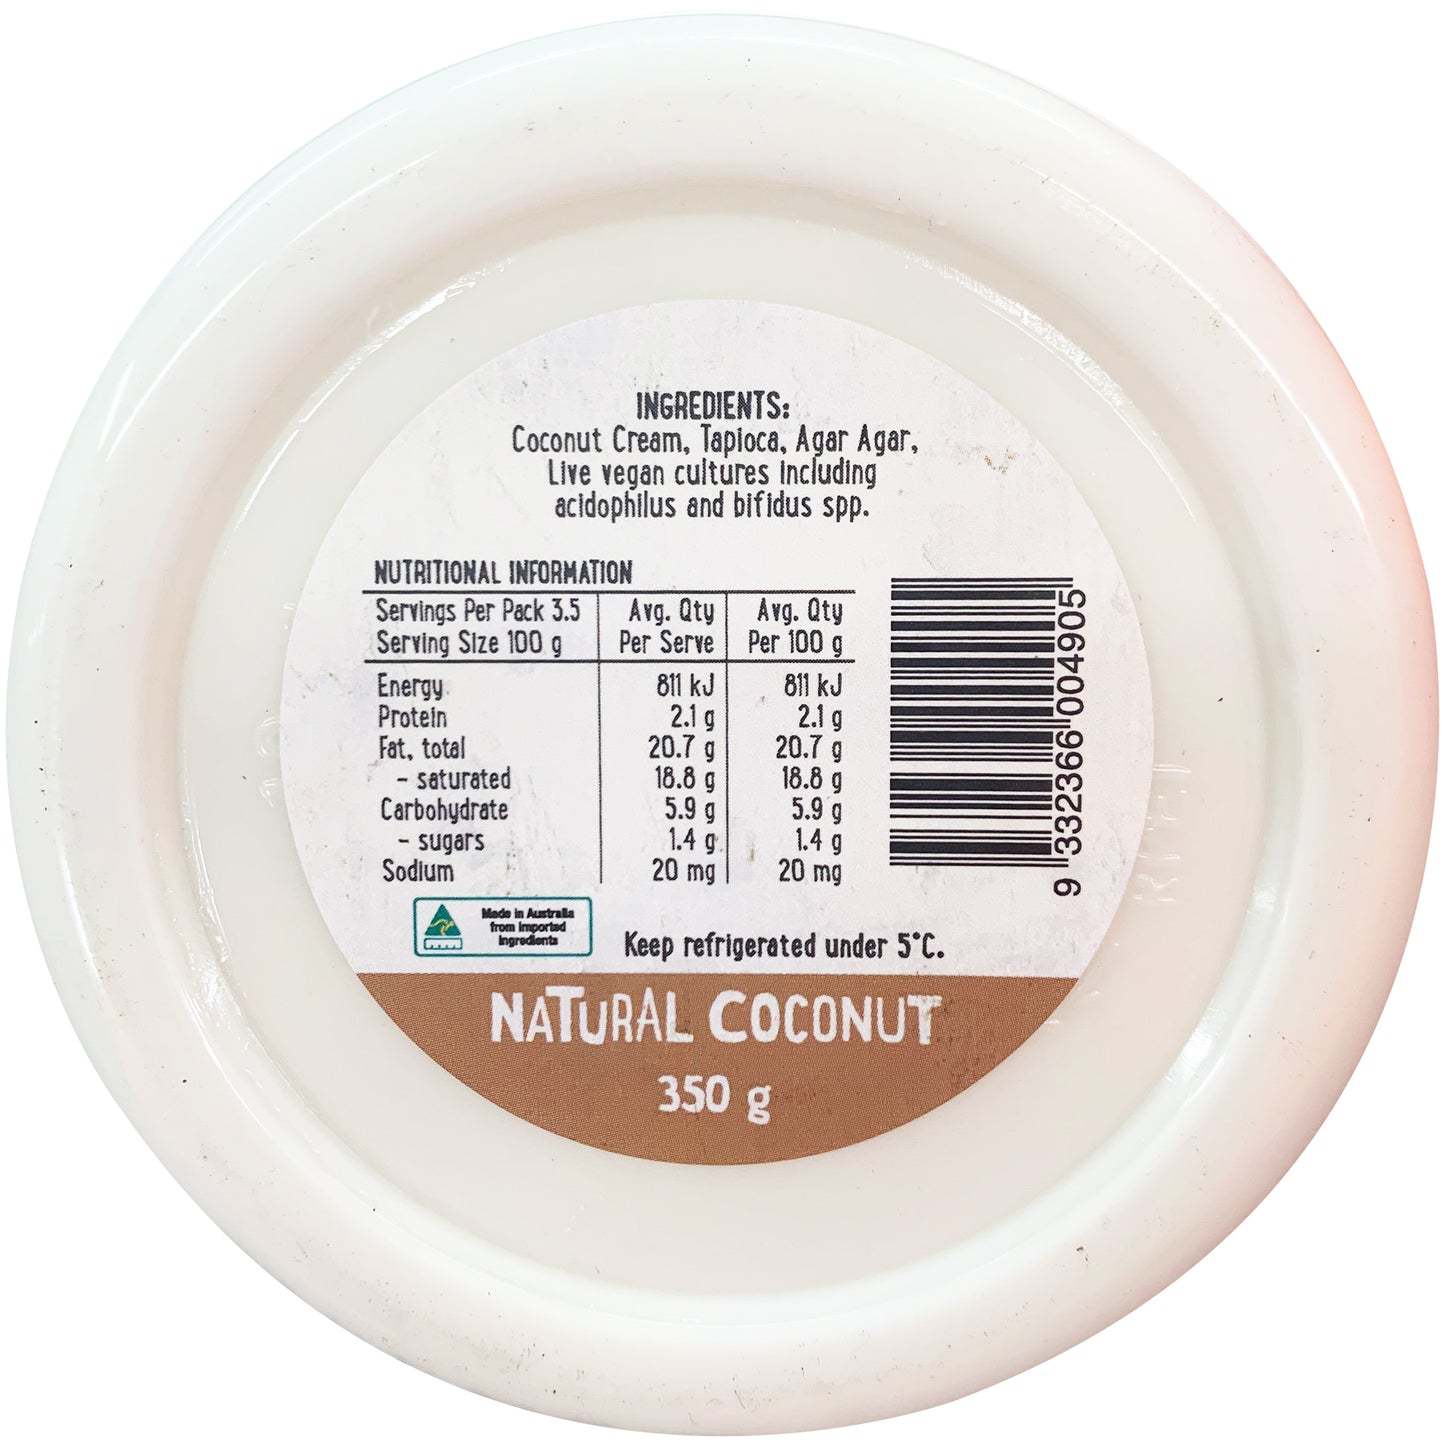 INGREDIENTS:
Coconut Cream, Tapioca, Agar Agar,
Live vegan cultures including
acidophilus and bifidus spp.
NUTRITIONAL INFORMATION
Servings Per Pack 3.5 Avg. Qty Avg. Qty
Serving Size 100 g Per Serve Per 100 g
Energy 811 kJ 811 kJ
Protein 2.1 g 2.1 g
Fat, total 20.7 g 20.7 g
- saturated 18.8 g 18.8 g
Carbohydrate 5.9 g 5.9 g
- sugars 1.4 g 1.4 g
Sodium 20 mg 20 mg
9 332366 004905
Made in Australia
from imported
ingredients
Keep refrigerated under 5°C.
NATURAL COCONUT
350 g